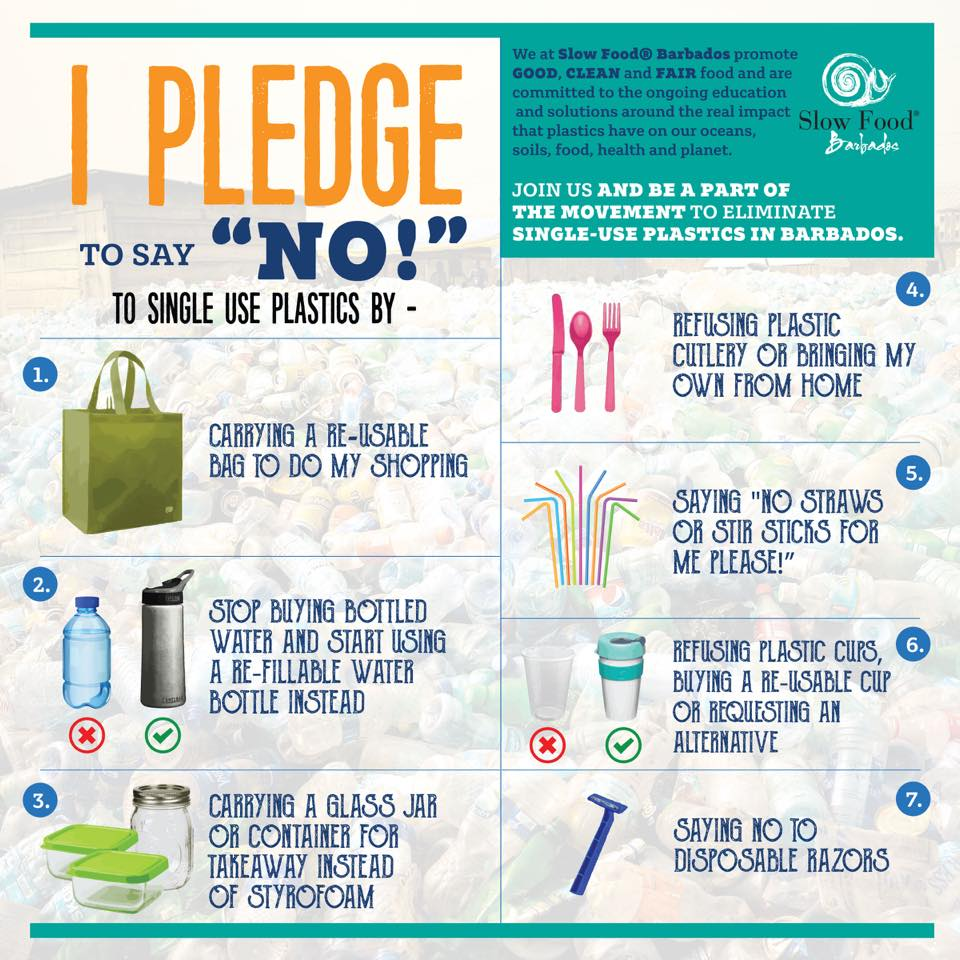 I PLEDGE
TO SAY “NO!”
TO SINGLE USE PLASTICS BY -
We at Slow Food® Barbados promote
GOOD, CLEAN and FAIR food and are
committed to the ongoing education
and solutions around the real impact
that plastics have on our oceans,
soils, food, health and planet.
Slow Food®
Barbados
JOIN US AND BE A PART OF
THE MOVEMENT TO ELIMINATE
SINGLE-USE PLASTICS IN BARBADOS.
1.
CARRYING A RE-USABLE
BAG TO DO MY SHOPPING
2.
STOP BUYING BOTTLED
WATER AND START USING
A RE-FILLABLE WATER
BOTTLE INSTEAD
3.
CARRYING A GLASS JAR
OR CONTAINER FOR
TAKEAWAY INSTEAD
OF STYROFOAM
4.
REFUSING PLASTIC
CUTLERY OR BRINGING MY
OWN FROM HOME
5.
SAYING "NO STRAWS
OR STIR STICKS FOR
ME PLEASE!”
6.
REFUSING PLASTIC CUPS,
BUYING A RE-USABLE CUP
OR REQUESTING AN
ALTERNATIVE
7.
SAYING NO TO
DISPOSABLE RAZORS